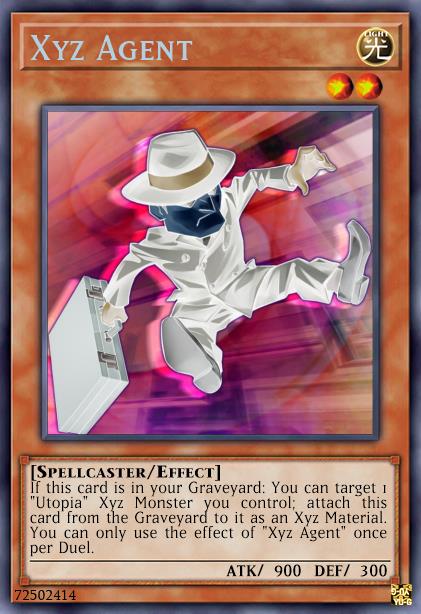 Xyz Agent
LIGHT
光
[Spellcaster/Effect]
If this card is in your Graveyard: You can target 1
"Utopia" Xyz Monster you control; attach this
card from the Graveyard to it as an Xyz Material.
You can only use the effect of "Xyz Agent" once
per Duel.
ATK/ 900 DEF/ 300
72502414